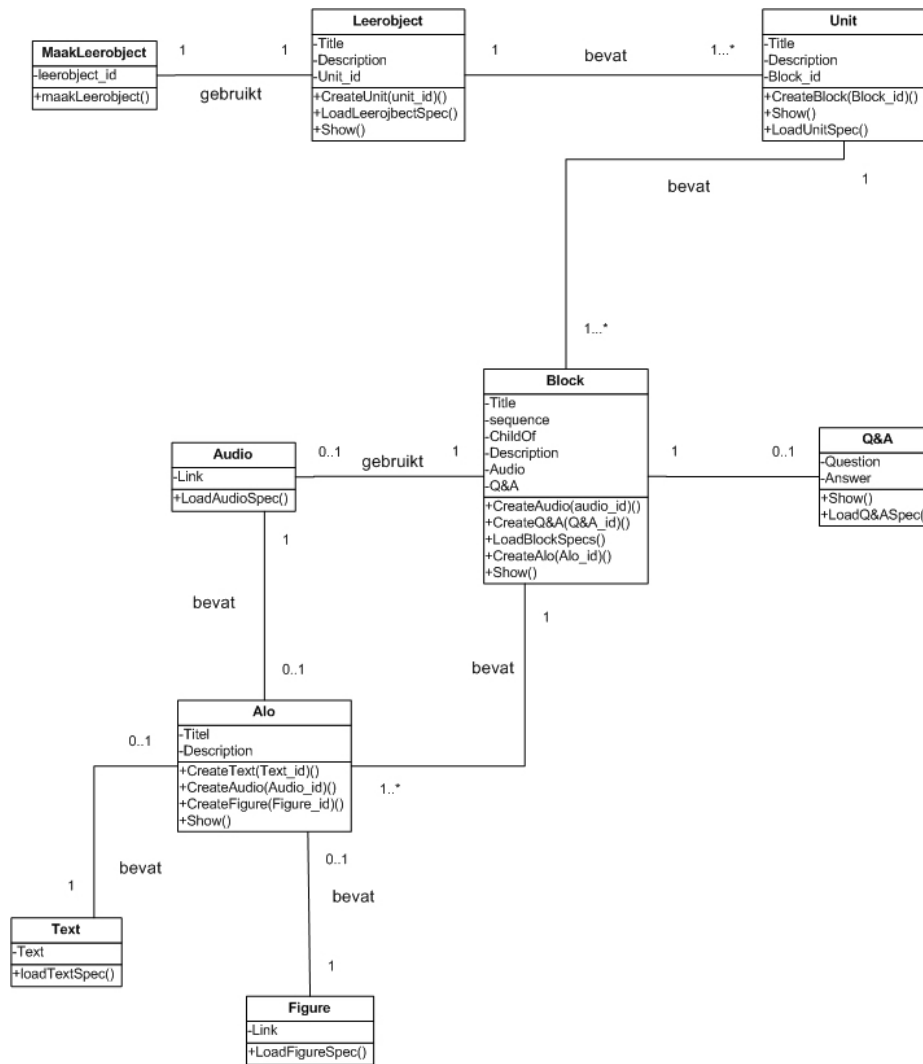 MaakLeerobject
-leerobject_id
+maakLeerobject()
1
1
gebruikt
Leerobject
-Title
-Description
-Unit_id
+CreateUnit(unit_id)()
+LoadLeerojbectSpec()
+Show()
1
bevat
1...*
Unit
-Title
-Description
-Block_id
+CreateBlock(Block_id)()
+Show()
+LoadUnitSpec()
bevat
1
1...*
Block
-Title
-sequence
-ChildOf
-Description
-Audio
-Q&A
+CreateAudio(audio_id)()
+CreateQ&A(Q&A_id)()
+LoadBlockSpecs()
+CreateAlo(Alo_id)()
+Show()
Audio
-Link
+LoadAudioSpec()
0..1
gebruikt
1
1
0..1
Q&A
-Question
-Answer
+Show()
+LoadQ&ASpec()
1
bevat
0..1
1
bevat
1..*
Alo
-Titel
-Description
+CreateText(Text_id)()
+CreateAudio(Audio_id)()
+CreateFigure(Figure_id)()
+Show()
0..1
bevat
1
0..1
bevat
1
Text
-Text
+loadTextSpec()
Figure
-Link
+LoadFigureSpec()